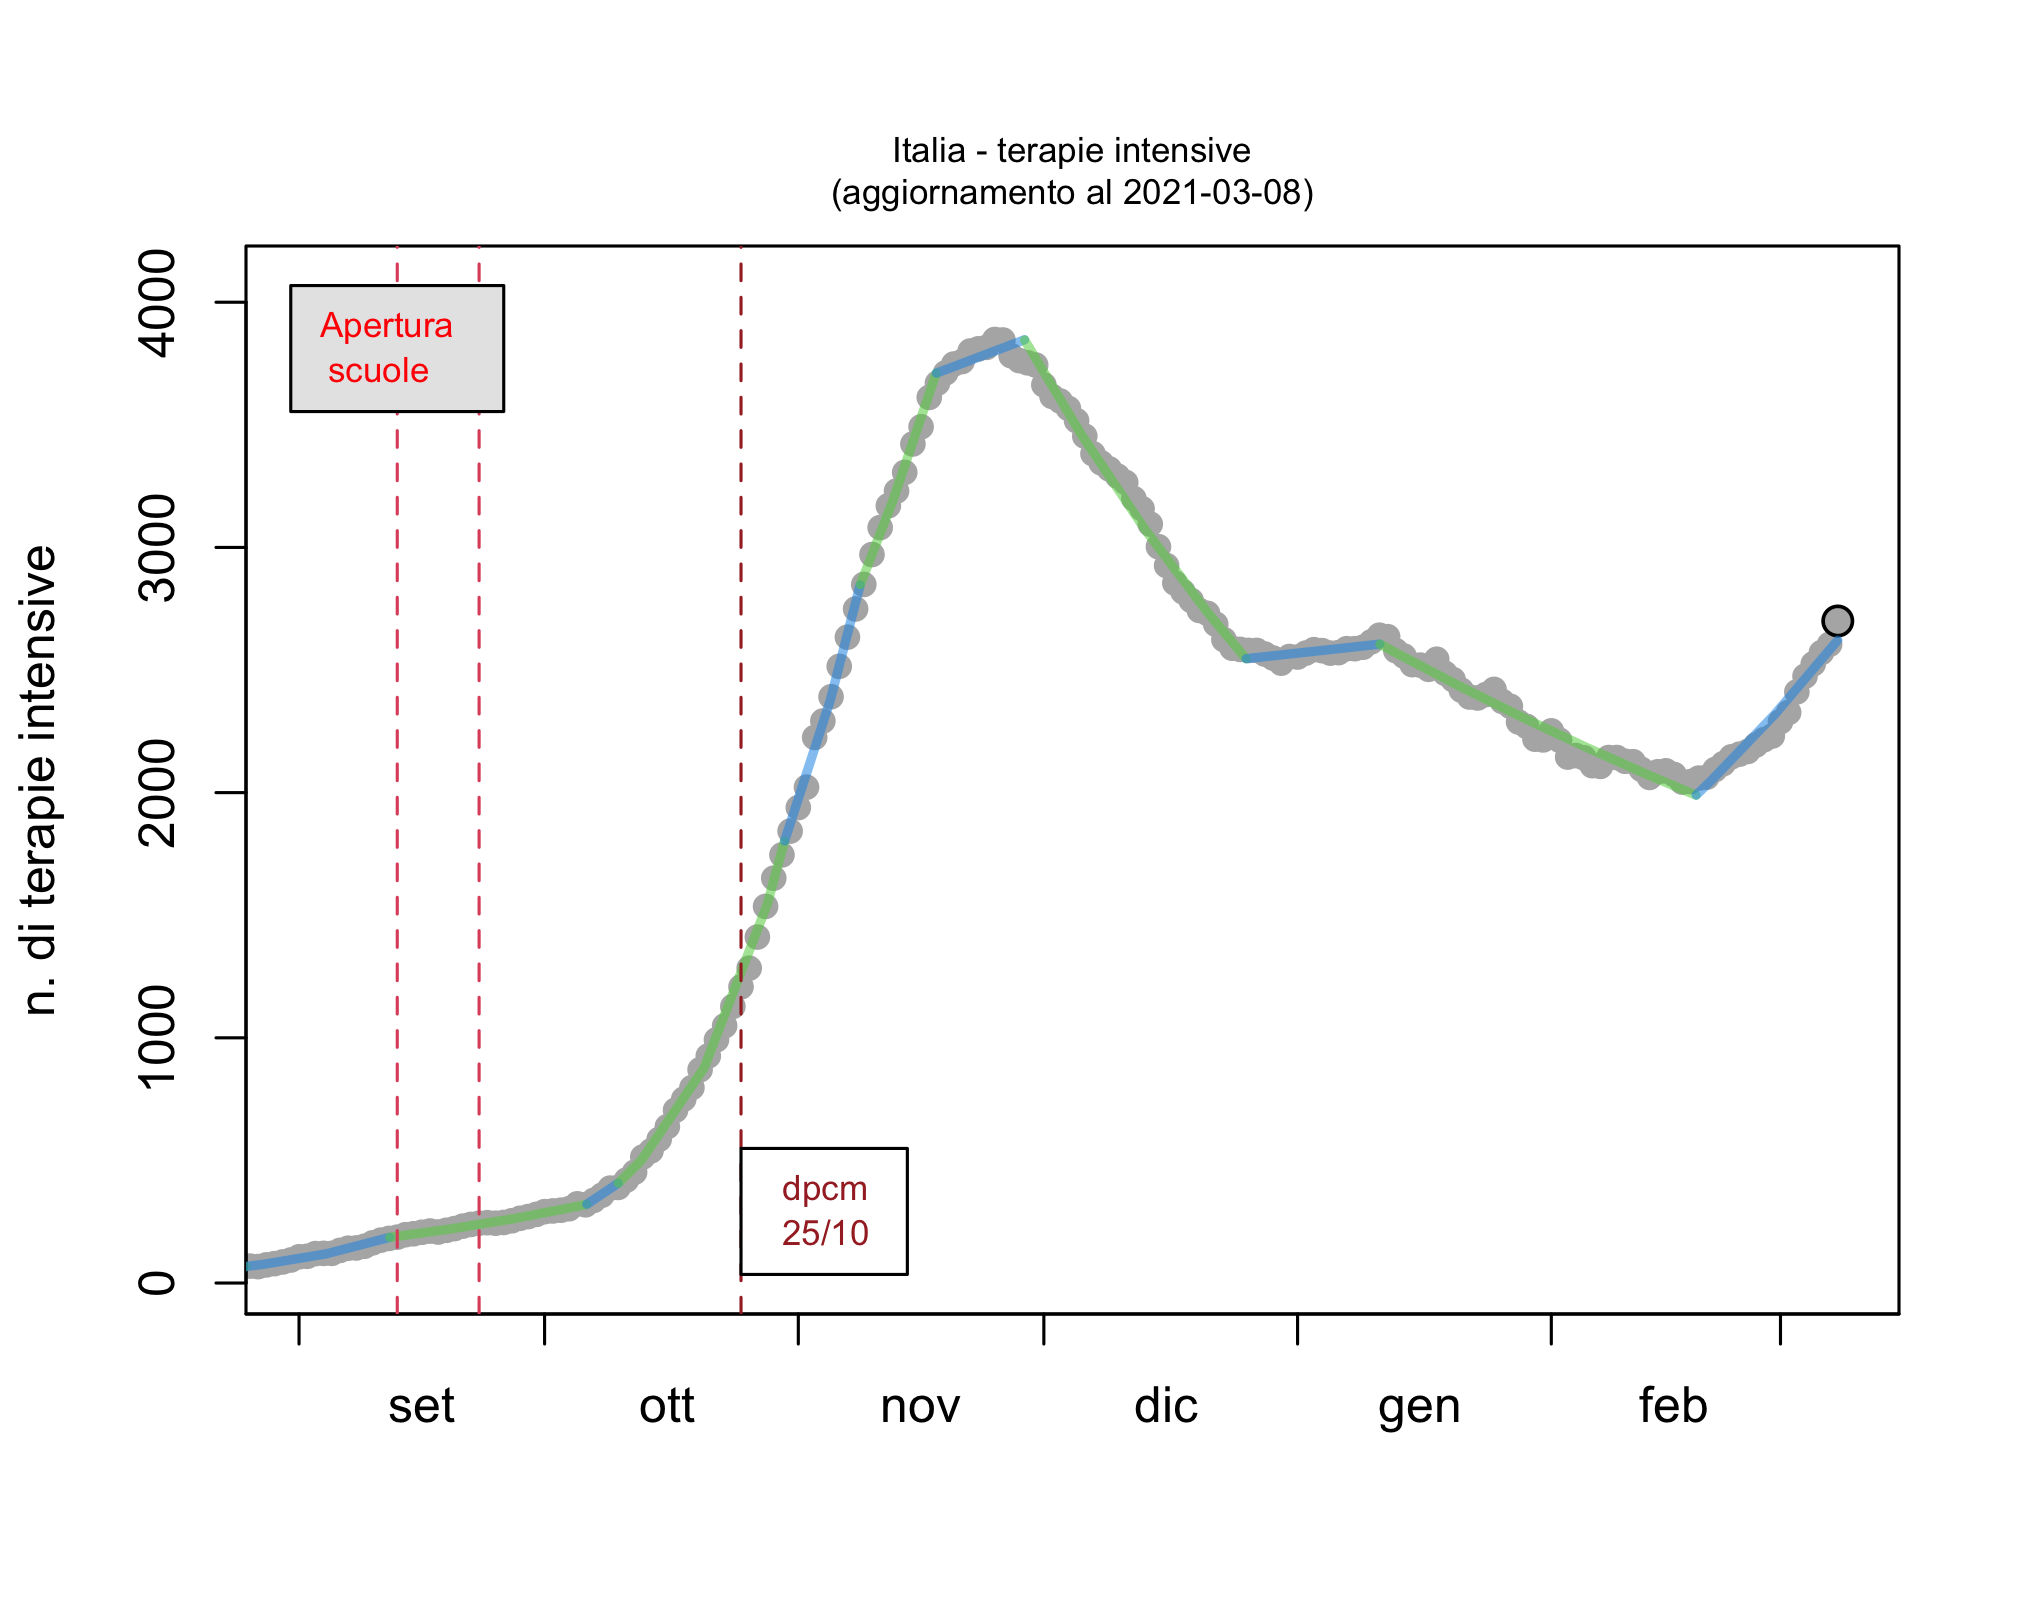 Italia - terapie intensive
(aggiornamento al 2021-03-08)
n. di terapie intensive
4000
3000
2000
1000
0
Apertura
scuole
dpcm
25/10
set
ott
nov
dic
gen
feb